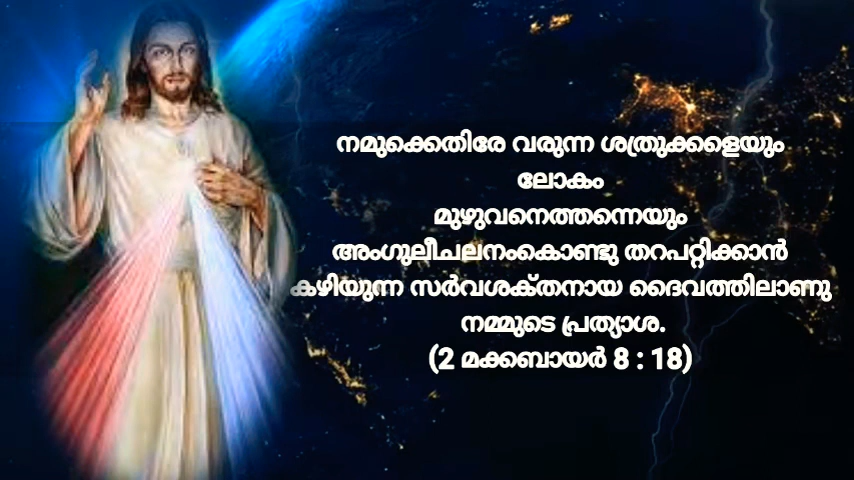 നമുക്കെതിരേ വരുന്ന ശത്രുക്കളെയും
ലോകം
മുഴുവനെത്തന്നെയും
അംഗുലീചലനംകൊണ്ടു തറപറ്റിക്കാൻ
കഴിയുന്ന സർവശക്തനായ ദൈവത്തിലാണു
നമ്മുടെ പ്രത്യാശ.
(2 മക്കബായർ 8 : 18)